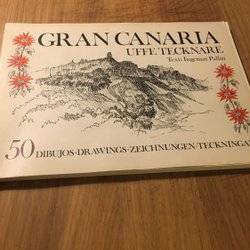 GRAN CANARIA
UFFE TECKNARE
Text: Ingemar Pallin
50 DIBUJOS·DRAWINGS·ZEICHNUNGEN·TECKNINGAR